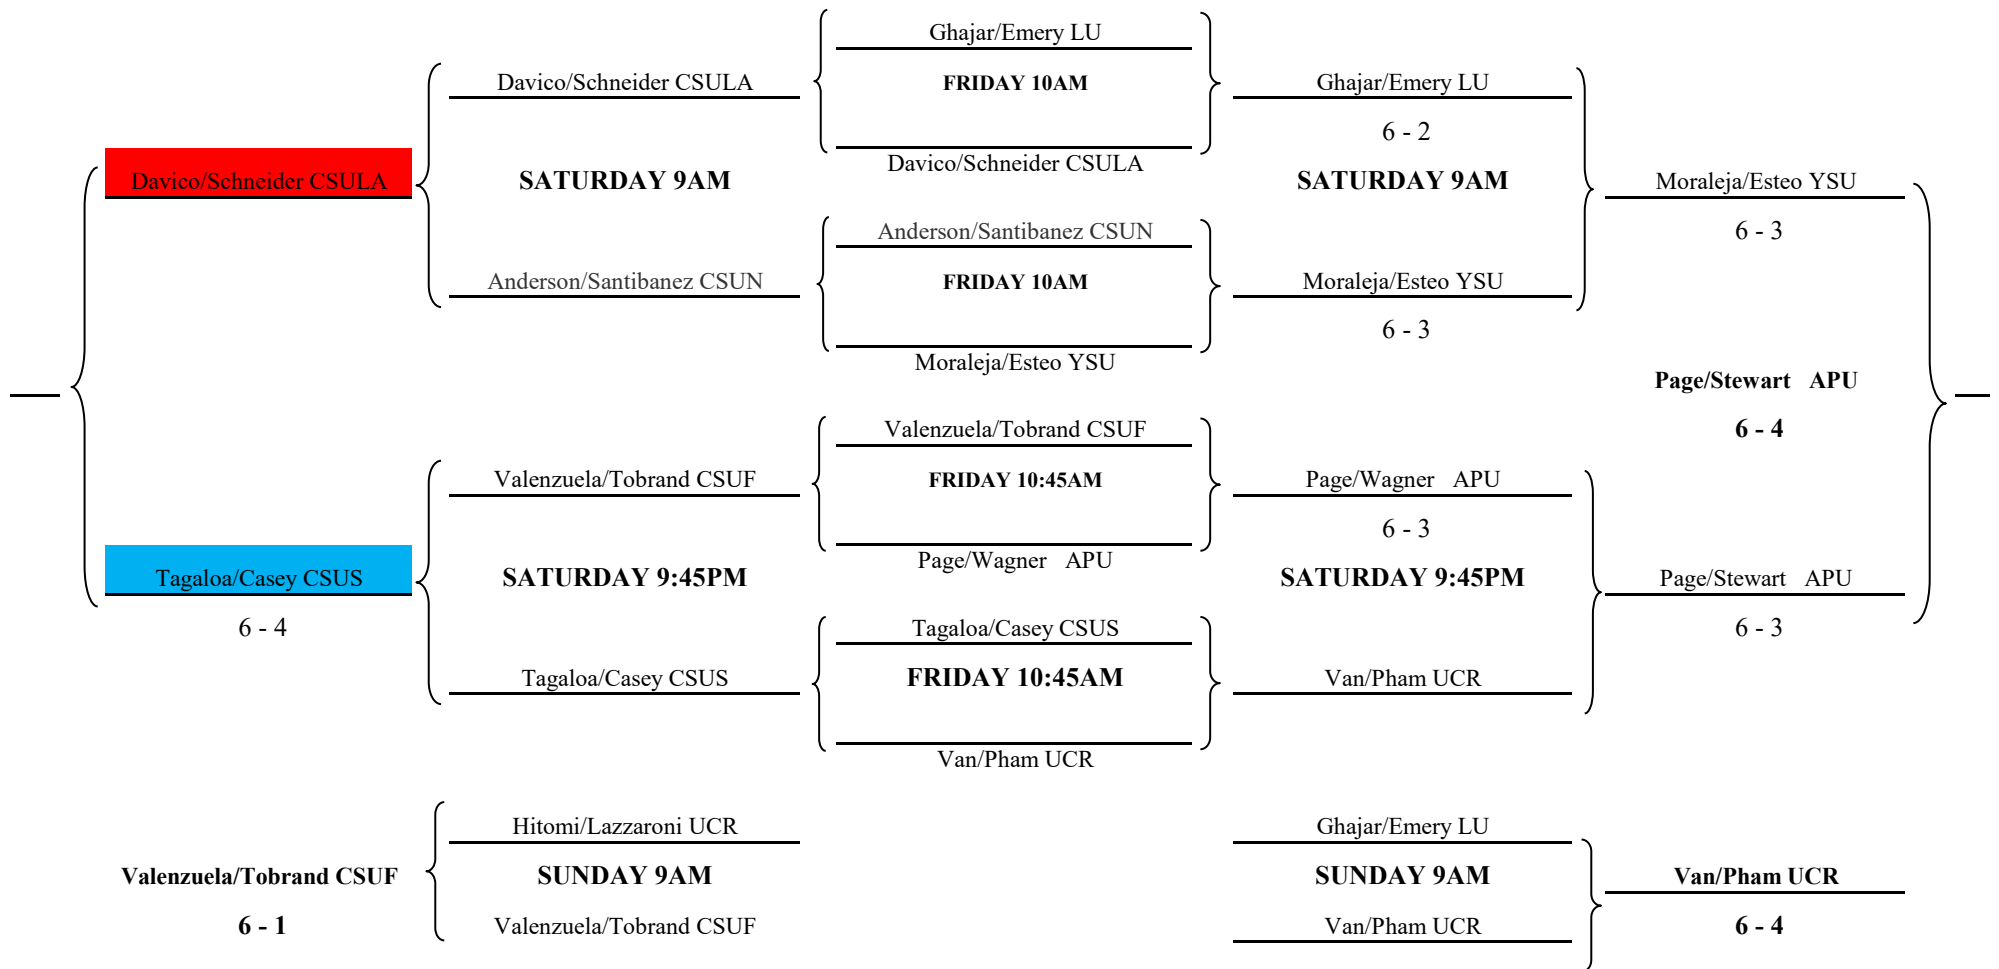 Ghajar/Emery LU
Davico/Schneider CSULA
FRIDAY 10AM
Ghajar/Emery LU
6 - 2
Davico/Schneider CSULA
Davico/Schneider CSULA
SATURDAY 9AM
SATURDAY 9AM
Moraleja/Esteo YSU
Anderson/Santibanez CSUN
6 - 3
Anderson/Santibanez CSUN
FRIDAY 10AM
Moraleja/Esteo YSU
6 - 3
Moraleja/Esteo YSU
Page/Stewart APU
Valenzuela/Tobrand CSUF
6 - 4
Valenzuela/Tobrand CSUF
FRIDAY 10:45AM
Page/Wagner APU
6 - 3
Page/Wagner APU
Tagaloa/Casey CSUS
SATURDAY 9:45PM
SATURDAY 9:45PM
Page/Stewart APU
6 - 4
Tagaloa/Casey CSUS
6 - 3
Tagaloa/Casey CSUS
FRIDAY 10:45AM
Van/Pham UCR
Van/Pham UCR
Hitomi/Lazzaroni UCR
Ghajar/Emery LU
Valenzuela/Tobrand CSUF
SUNDAY 9AM
SUNDAY 9AM
Van/Pham UCR
6 - 1
Valenzuela/Tobrand CSUF
Van/Pham UCR
6 - 4